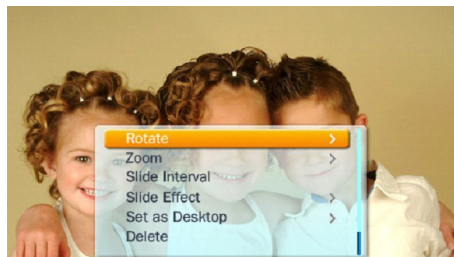 Rotate >
Zoom >
Slide Interval
Slide Effect >
Set as Desktop >
Delete